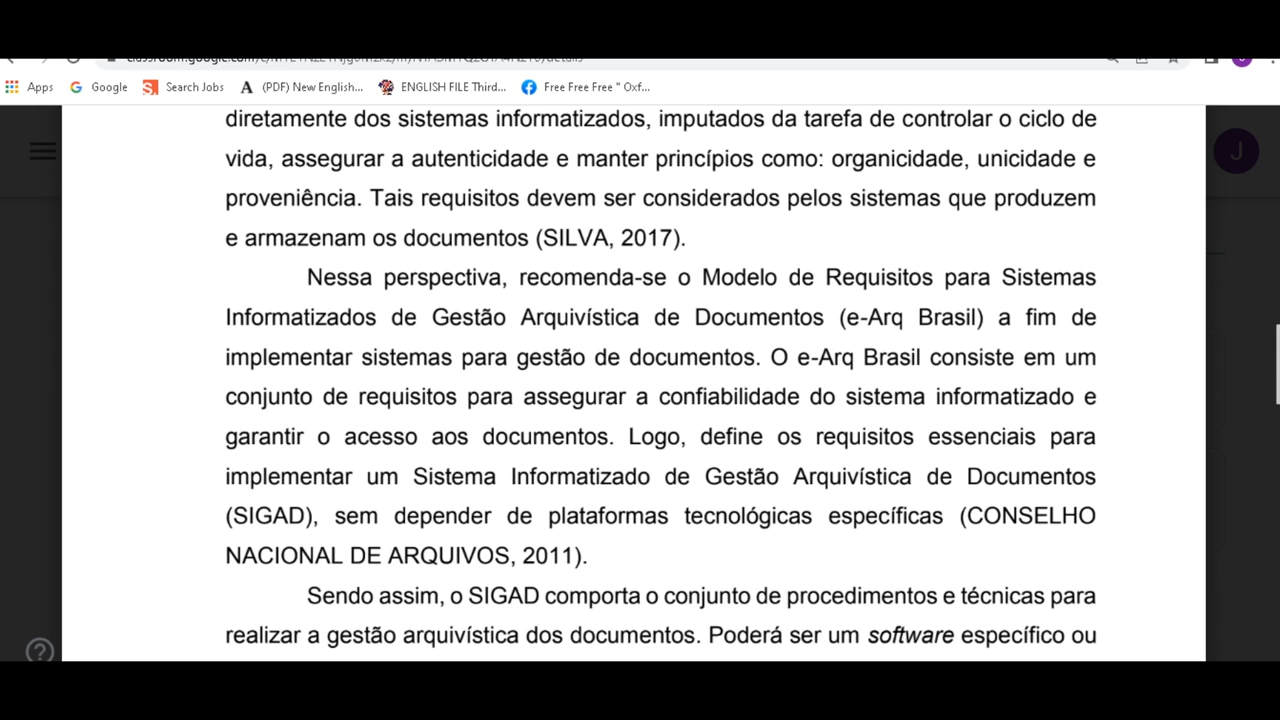 Apps Google Search Jobs (PDF) New English... ENGLISH FILE Third... Free Free Free " Oxf...
diretamente dos sistemas informatizados, imputados da tarefa de controlar o ciclo de
vida, assegurar a autenticidade e manter princípios como: organicidade, unicidade e
proveniência. Tais requisitos devem ser considerados pelos sistemas que produzem
e armazenam os documentos (SILVA, 2017).
Nessa perspectiva, recomenda-se o Modelo de Requisitos para Sistemas
Informatizados de Gestão Arquivística de Documentos (e-Arq Brasil) a fim de
implementar sistemas para gestão de documentos. O e-Arq Brasil consiste em um
conjunto de requisitos para assegurar a confiabilidade do sistema informatizado e
garantir o acesso aos documentos. Logo, define os requisitos essenciais para
implementar um Sistema Informatizado de Gestão Arquivística de Documentos
(SIGAD), sem depender de plataformas tecnológicas específicas (CONSELHO
NACIONAL DE ARQUIVOS, 2011).
Sendo assim, o SIGAD comporta o conjunto de procedimentos e técnicas para
realizar a gestão arquivística dos documentos. Poderá ser um software específico ou
J